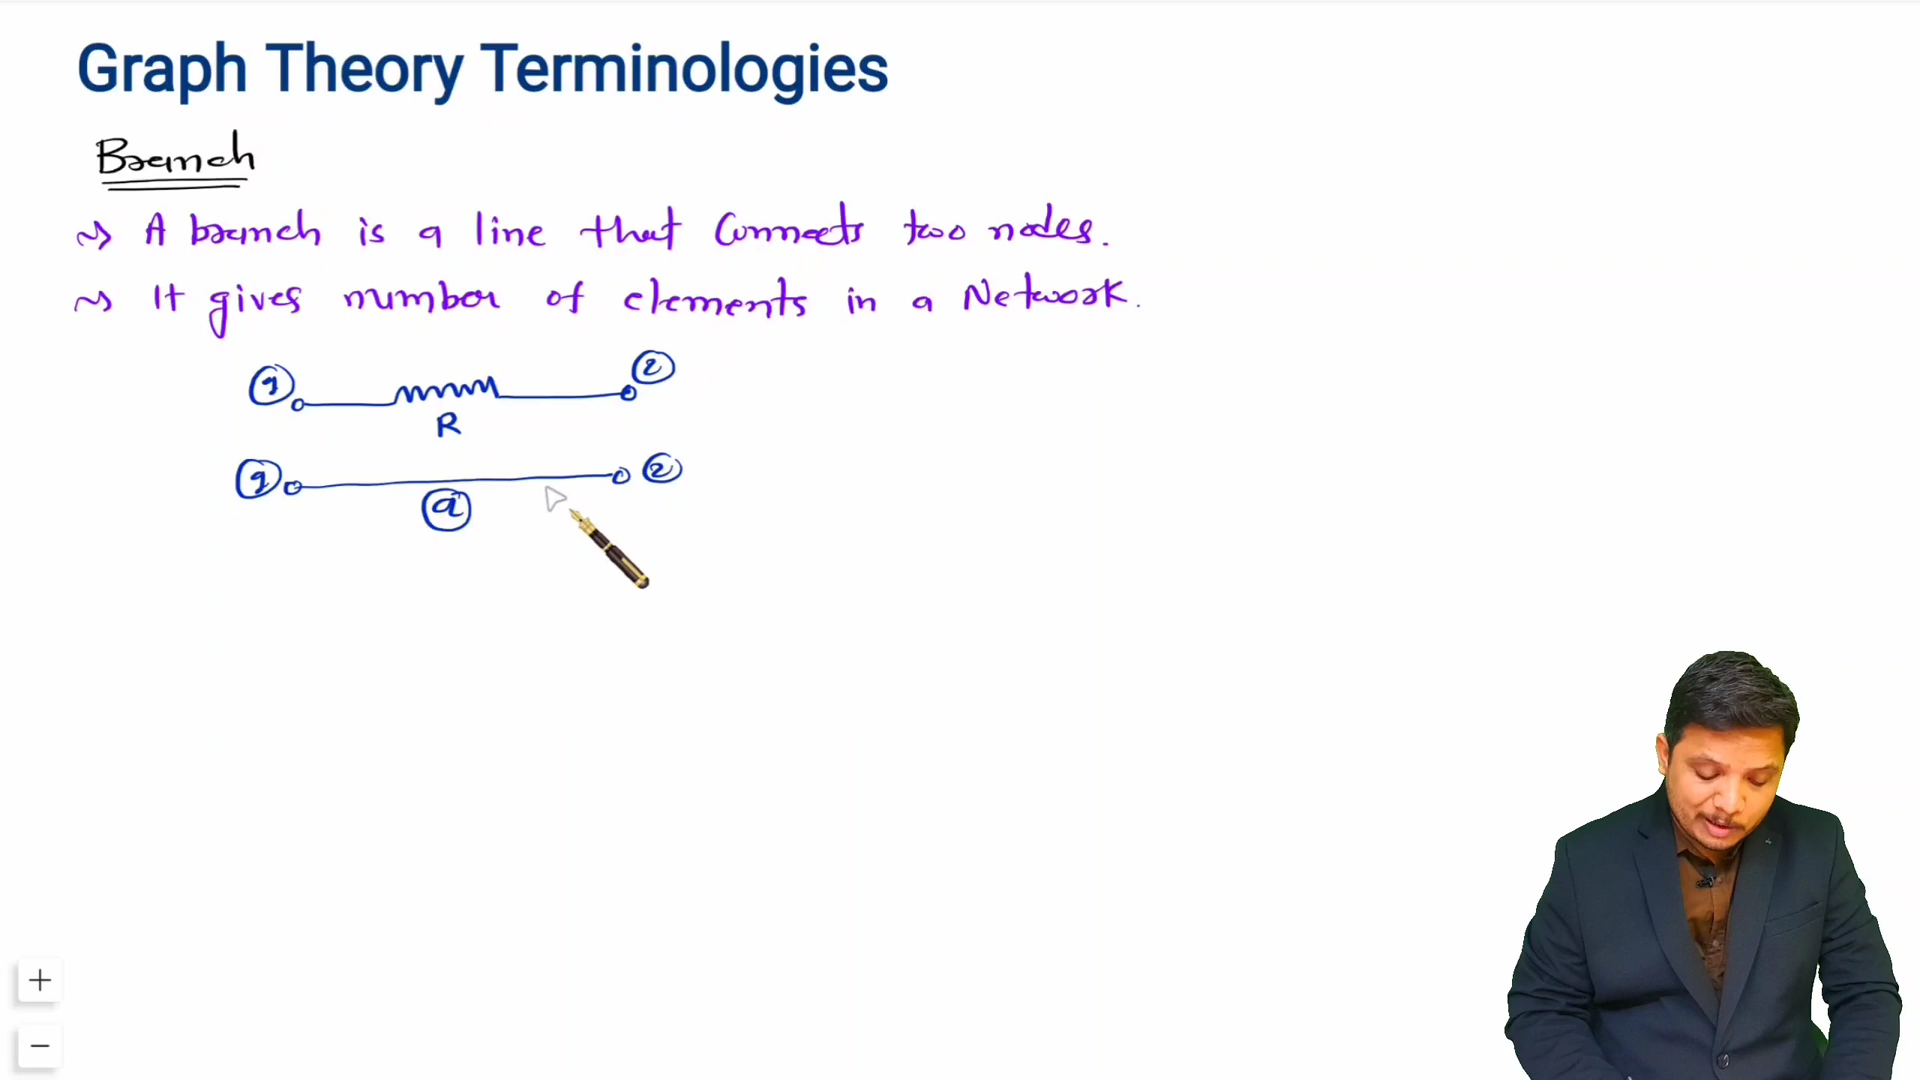 Graph Theory Terminologies
Branch
~> A branch is a line that connects two nodes.
~> It gives number of elements in a Network.
1 2
R
1 2
a
+
−